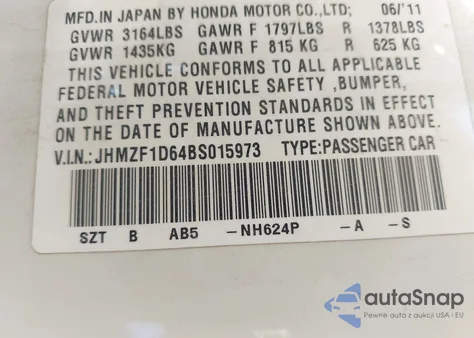 MFD.IN JAPAN BY HONDA MOTOR CO.,LTD; 06/'11
GVWR 3164LBS GAWR F 1797LBS R 1378LBS
GVWR 1435KG GAWR F 815 KG R 625 KG
THIS VEHICLE CONFORMS TO ALL APPLICABLE
FEDERAL MOTOR VEHICLE SAFETY ,BUMPER,
AND THEFT PREVENTION STANDARDS IN EFFECT
ON THE DATE OF MANUFACTURE SHOWN ABOVE.
V.I.N.:JHMZF1D64BS015973 TYPE:PASSENGER CAR
SZT B AB5 -NH624P -A -S
autoSnap
Pewne auta z aukcji USA i EU